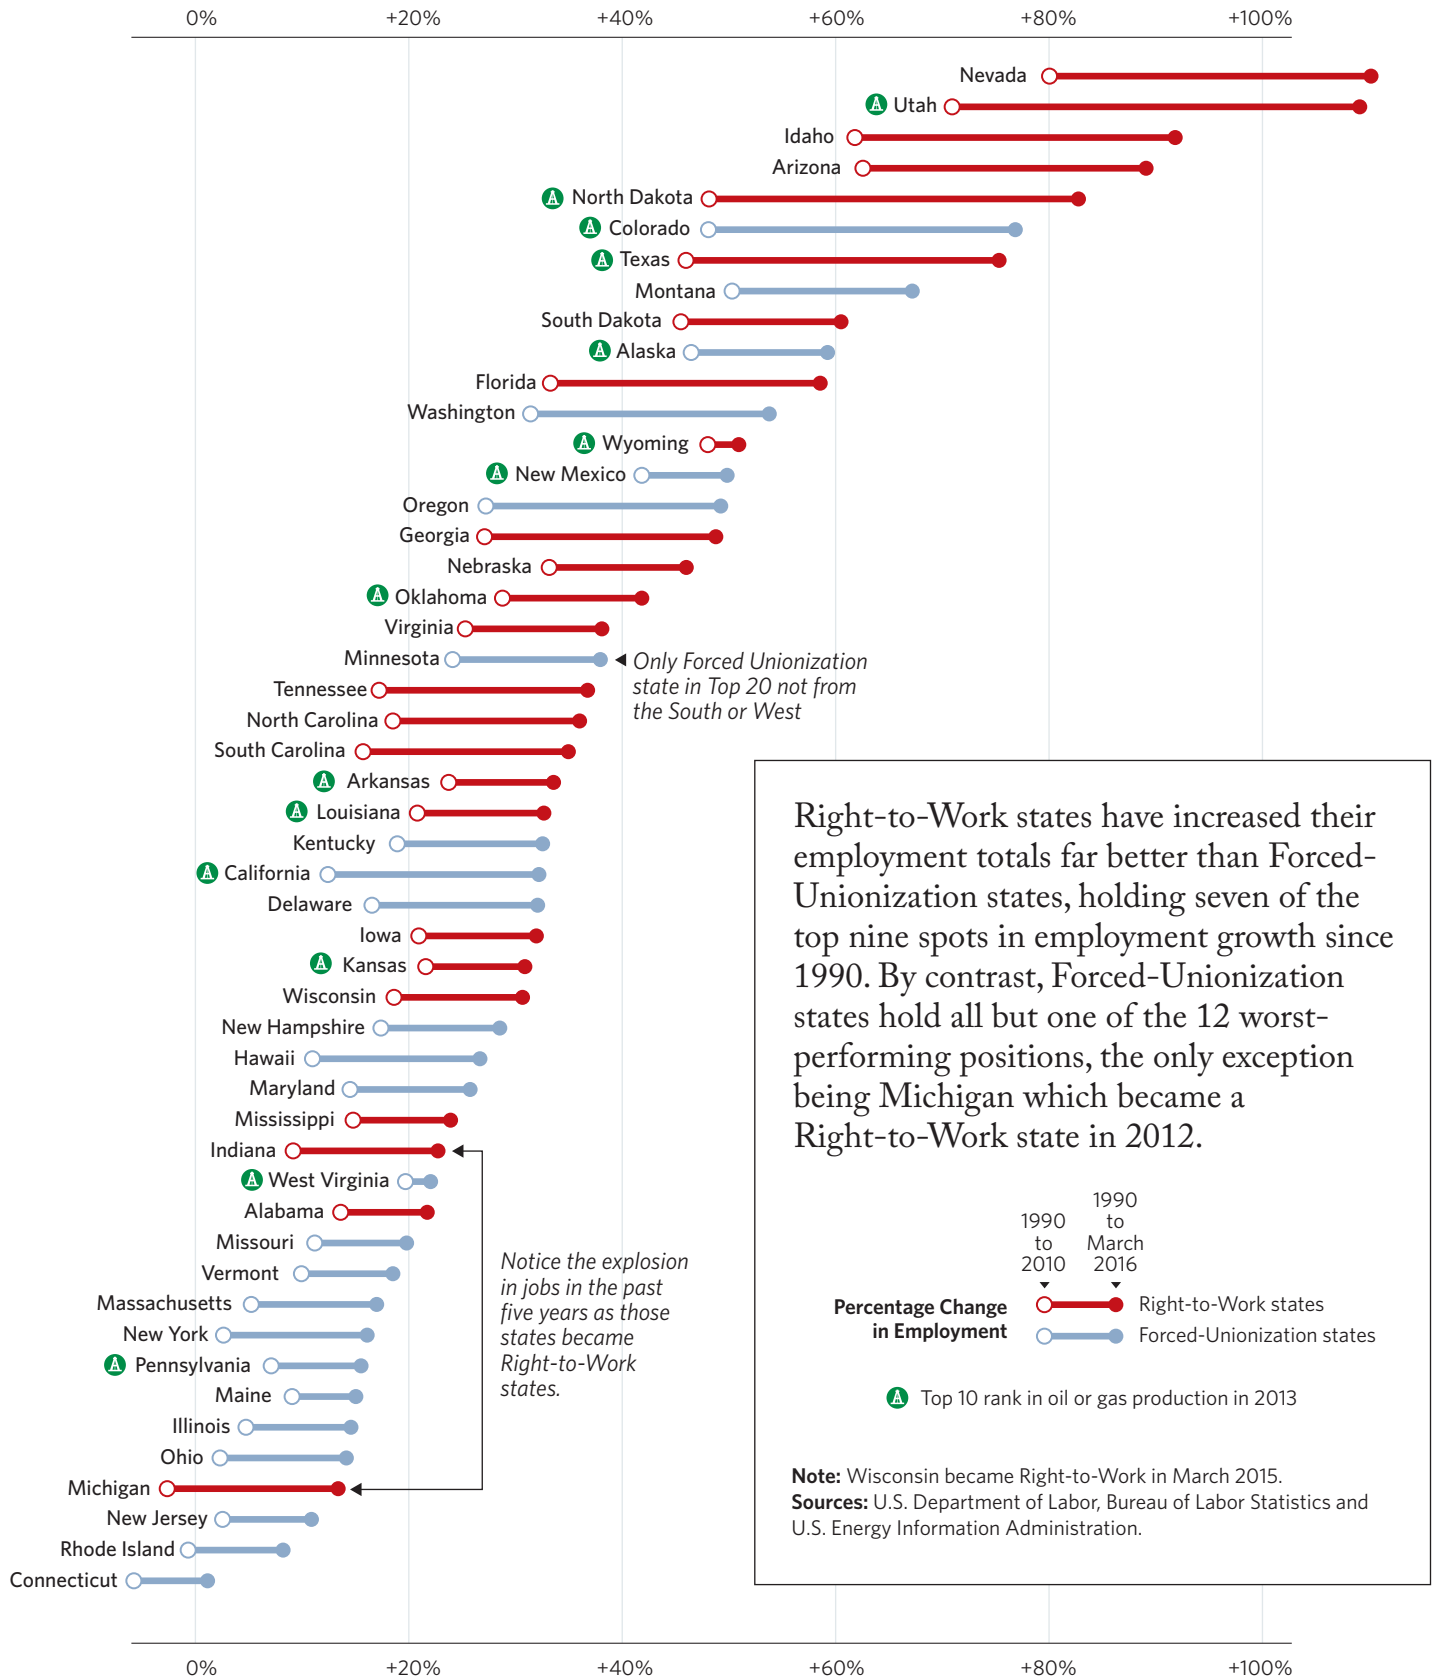 0% +20% +40% +60% +80% +100%
Nevada
Utah
Idaho
Arizona
North Dakota
Colorado
Texas
Montana
South Dakota
Alaska
Florida
Washington
Wyoming
New Mexico
Oregon
Georgia
Nebraska
Oklahoma
Virginia
Minnesota
Only Forced Unionization
state in Top 20 not from
the South or West
Tennessee
North Carolina
South Carolina
Arkansas
Louisiana
Kentucky
California
Delaware
Iowa
Kansas
Wisconsin
New Hampshire
Hawaii
Maryland
Mississippi
Indiana
West Virginia
Alabama
Missouri
Vermont
Massachusetts
New York
Pennsylvania
Maine
Illinois
Ohio
Michigan
New Jersey
Rhode Island
Connecticut
Notice the explosion
in jobs in the past
five years as those
states became
Right-to-Work
states.
Right-to-Work states have increased their
employment totals far better than Forced-
Unionization states, holding seven of the
top nine spots in employment growth since
1990. By contrast, Forced-Unionization
states hold all but one of the 12 worst-
performing positions, the only exception
being Michigan which became a
Right-to-Work state in 2012.
1990
to
2010
1990
to
March
2016
Percentage Change
in Employment
Right-to-Work states
Forced-Unionization states
Top 10 rank in oil or gas production in 2013
Note: Wisconsin became Right-to-Work in March 2015.
Sources: U.S. Department of Labor, Bureau of Labor Statistics and
U.S. Energy Information Administration.
0% +20% +40% +60% +80% +100%